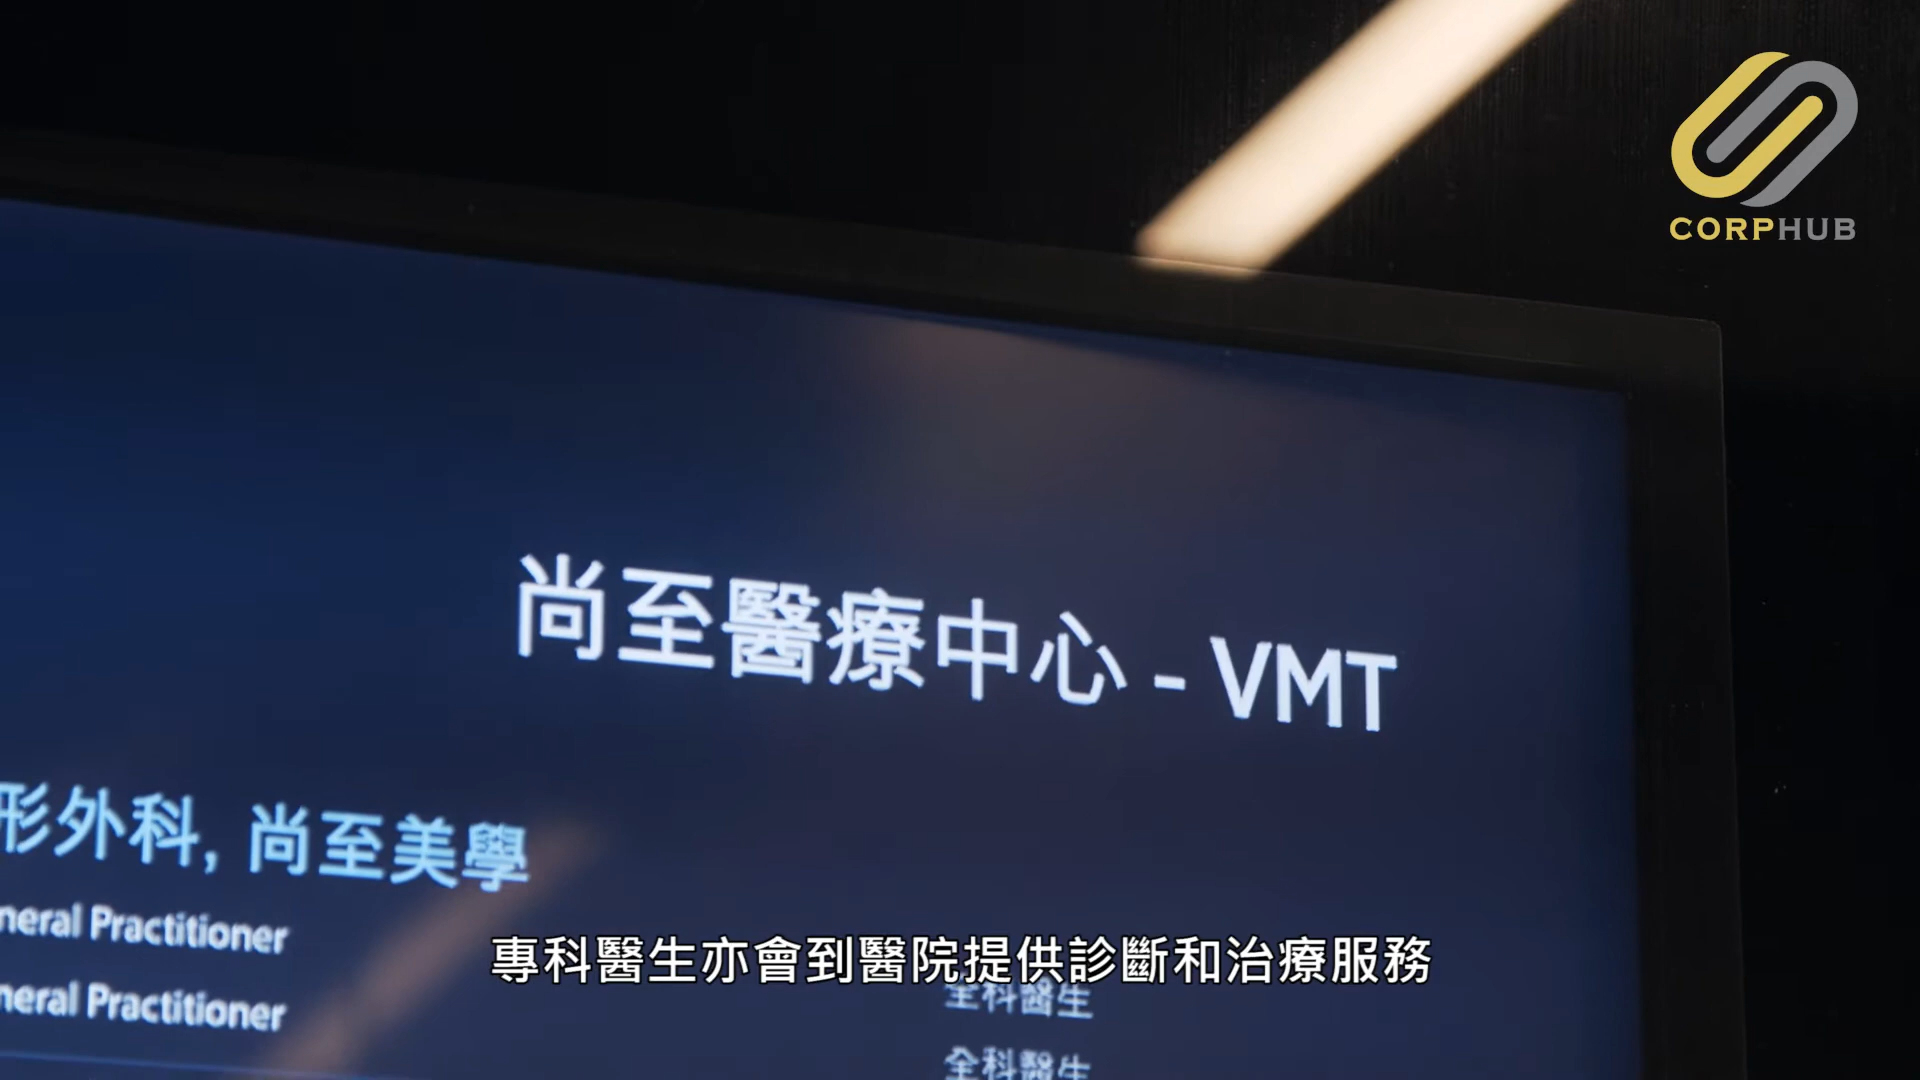 CORPHUB
尚至醫療中心 - VMT
形外科, 尚至美學
neral Practitioner
專科醫生亦會到醫院提供診斷和治療服務
全科醫生
neral Practitioner
全科醫生